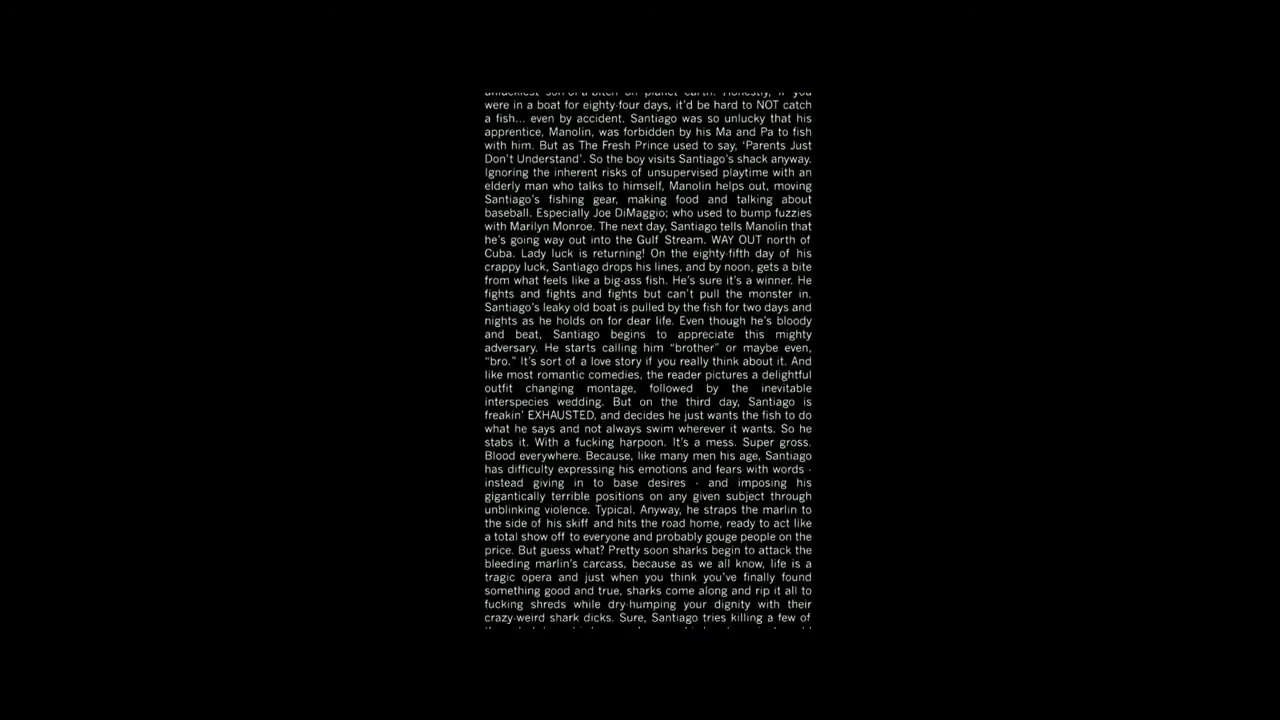 were in a boat for eighty-four days, it'd be hard to NOT catch
a fish... even by accident. Santiago was so unlucky that his
apprentice, Manolin, was forbidden by his Ma and Pa to fish
with him. But as The Fresh Prince used to say, 'Parents Just
Don't Understand'. So the boy visits Santiago's shack anyway.
Ignoring the inherent risks of unsupervised playtime with an
elderly man who talks to himself, Manolin helps out, moving
Santiago's fishing gear, making food and talking about
baseball. Especially Joe DiMaggio; who used to bump fuzzies
with Marilyn Monroe. The next day, Santiago tells Manolin that
he's going way out into the Gulf Stream. WAY OUT north of
Cuba. Lady luck is returning! On the eighty-fifth day of his
crappy luck, Santiago drops his lines, and by noon, gets a bite
from what feels like a big-ass fish. He's sure it's a winner. He
fights and fights and fights but can't pull the monster in.
Santiago's leaky old boat is pulled by the fish for two days and
nights as he holds on for dear life. Even though he's bloody
and beat, Santiago begins to appreciate this mighty
adversary. He starts calling him "brother" or maybe even,
"bro." It's sort of a love story if you really think about it. And
like most romantic comedies, the reader pictures a delightful
outfit changing montage, followed by the inevitable
interspecies wedding. But on the third day, Santiago is
freakin' EXHAUSTED, and decides he just wants the fish to do
what he says and not always swim wherever it wants. So he
stabs it. With a fucking harpoon. It's a mess. Super gross.
Blood everywhere. Because, like many men his age, Santiago
has difficulty expressing his emotions and fears with words -
instead giving in to base desires - and imposing his
gigantically terrible positions on any given subject through
unblinking violence. Typical. Anyway, he straps the marlin to
the side of his skiff and hits the road home, ready to act like
a total show off to everyone and probably gouge people on the
price. But guess what? Pretty soon sharks begin to attack the
bleeding marlin's carcass, because as we all know, life is a
tragic opera and just when you think you've finally found
something good and true, sharks come along and rip it all to
fucking shreds while dry-humping your dignity with their
crazy-weird shark dicks. Sure, Santiago tries killing a few of